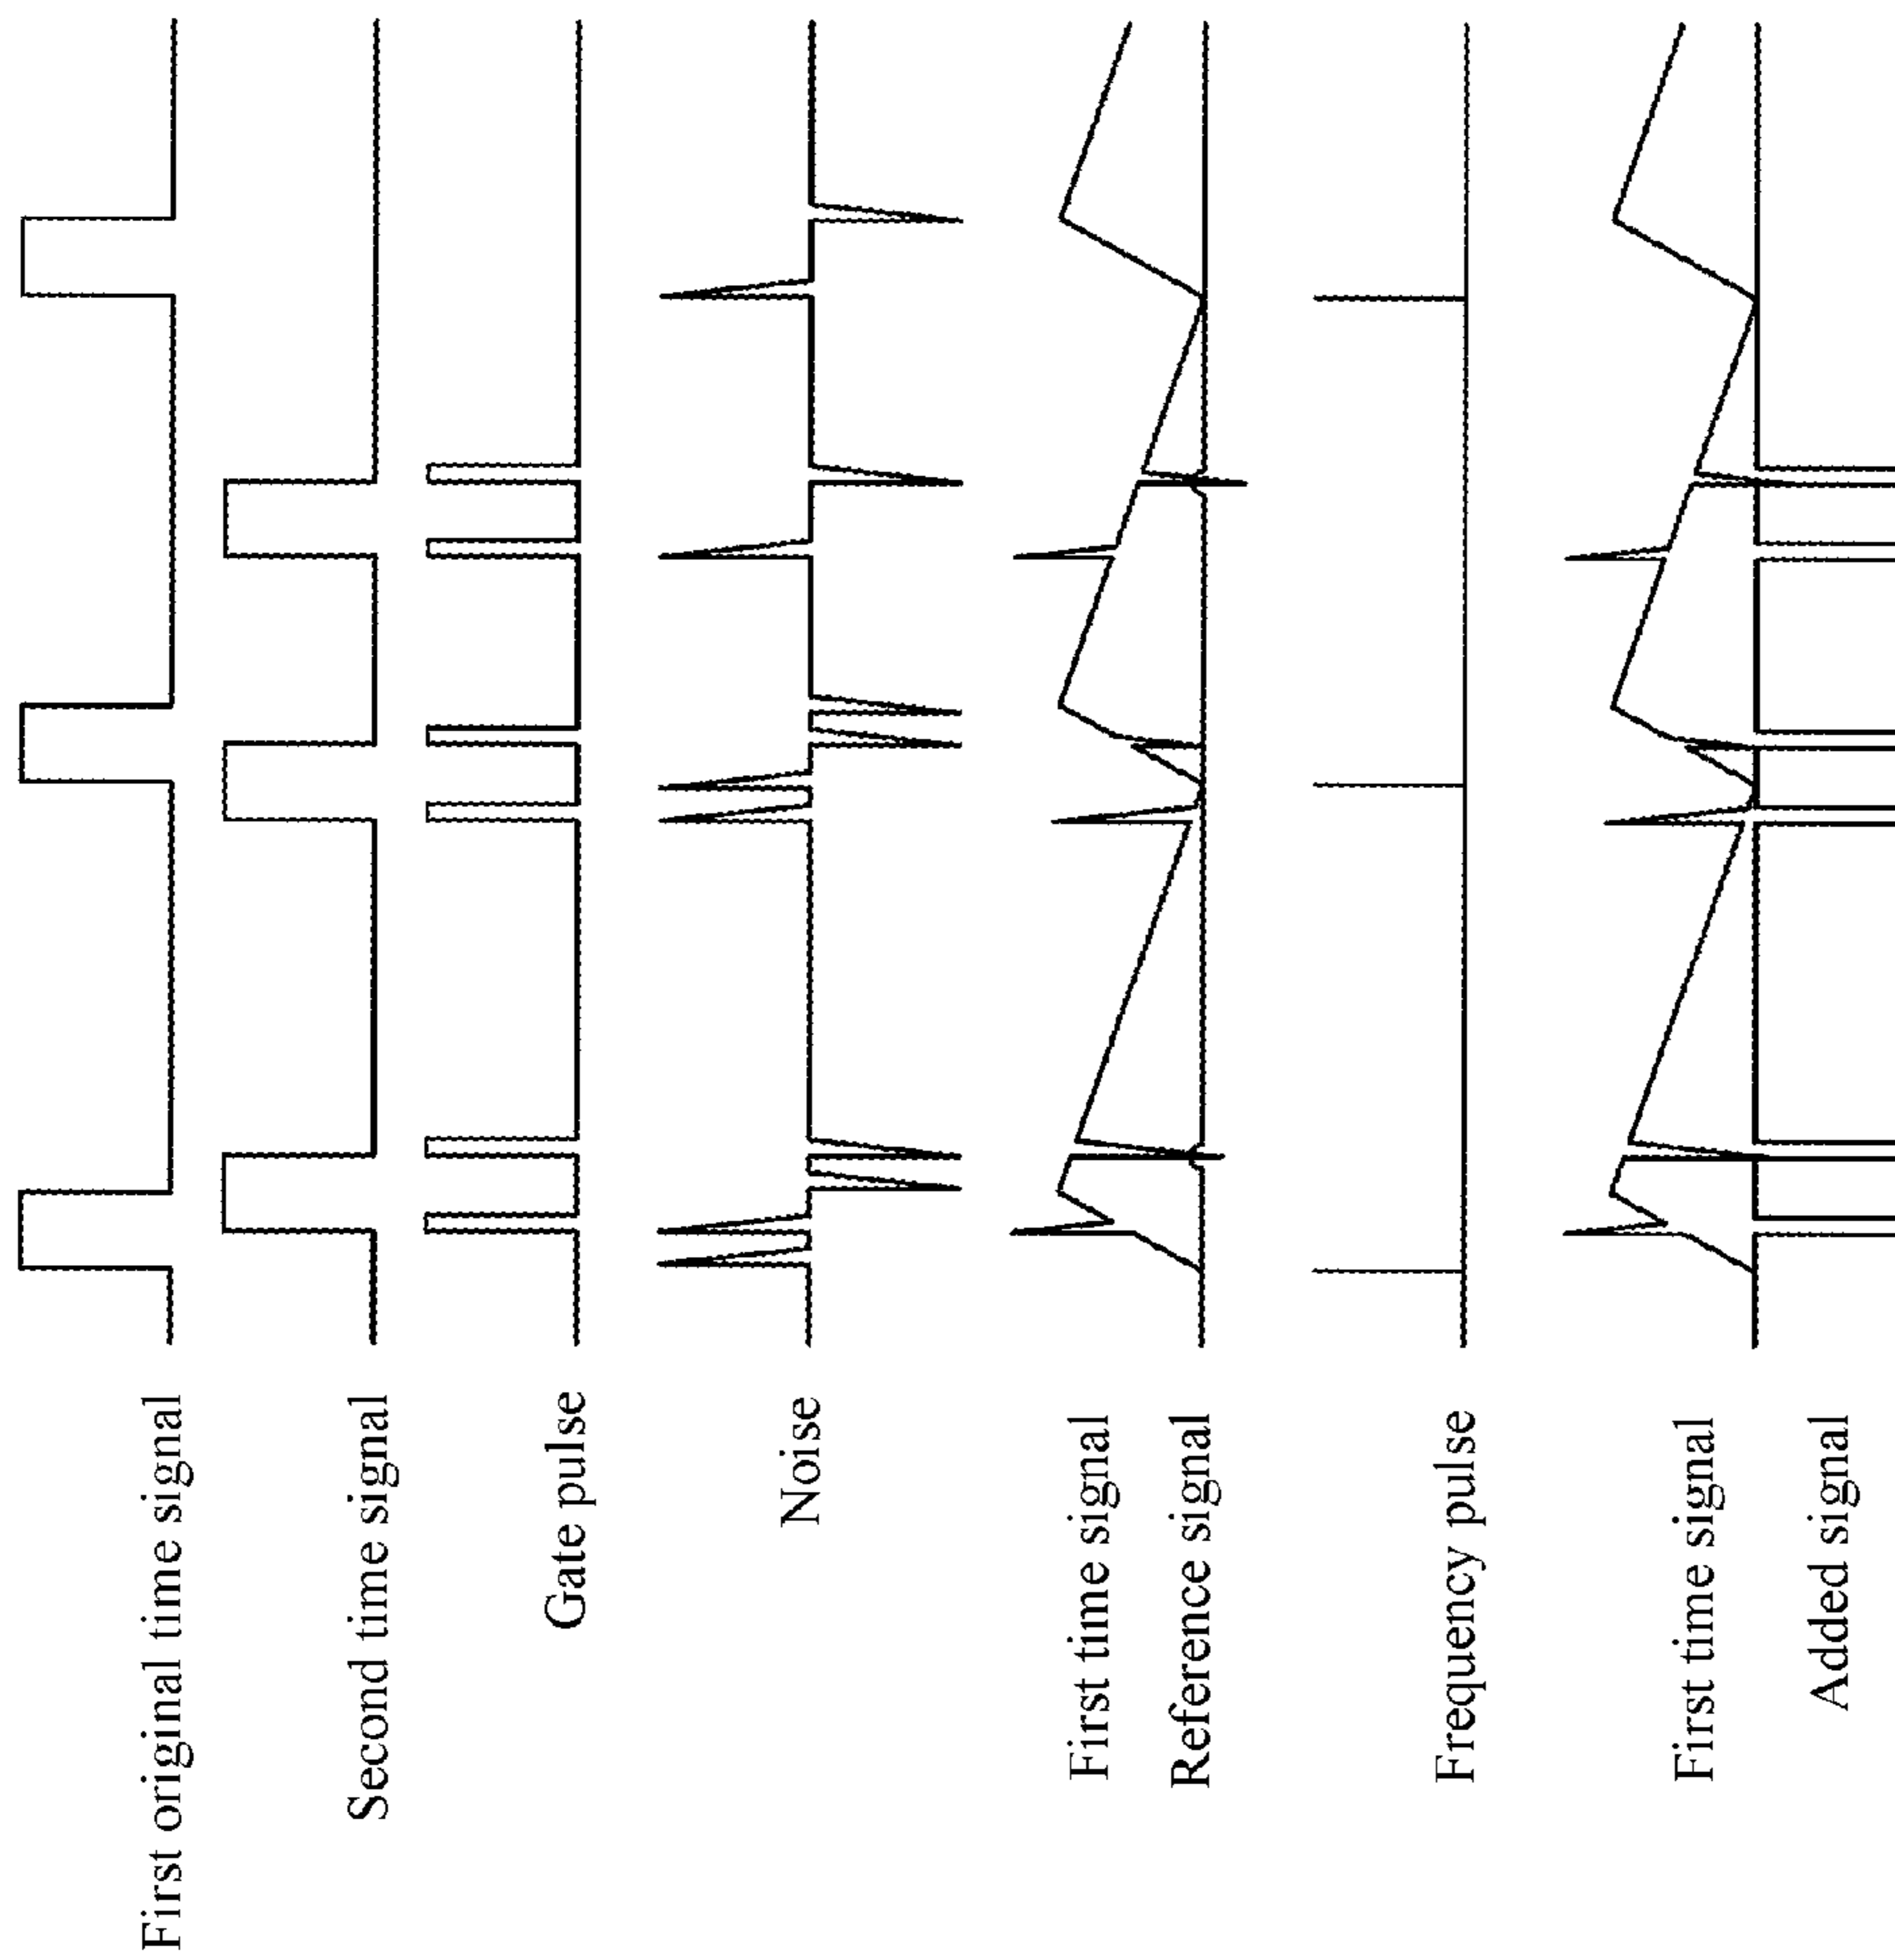 First original time signal
Second time signal
Gate pulse
Noise
First time signal
Reference signal
Frequency pulse
First time signal
Added signal